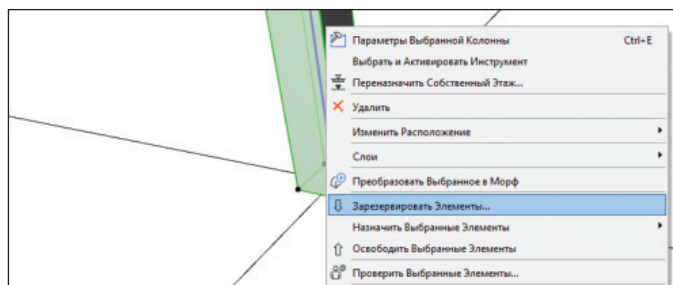 Параметры Выбранной Колонны Ctrl+E
Выбрать и Активировать Инструмент
Переназначить Собственный Этаж...
Удалить
Изменить Расположение
Слои
Преобразовать Выбранное в Морф
Зарезервировать Элементы...
Назначить Выбранные Элементы
Освободить Выбранные Элементы
Проверить Выбранные Элементы...